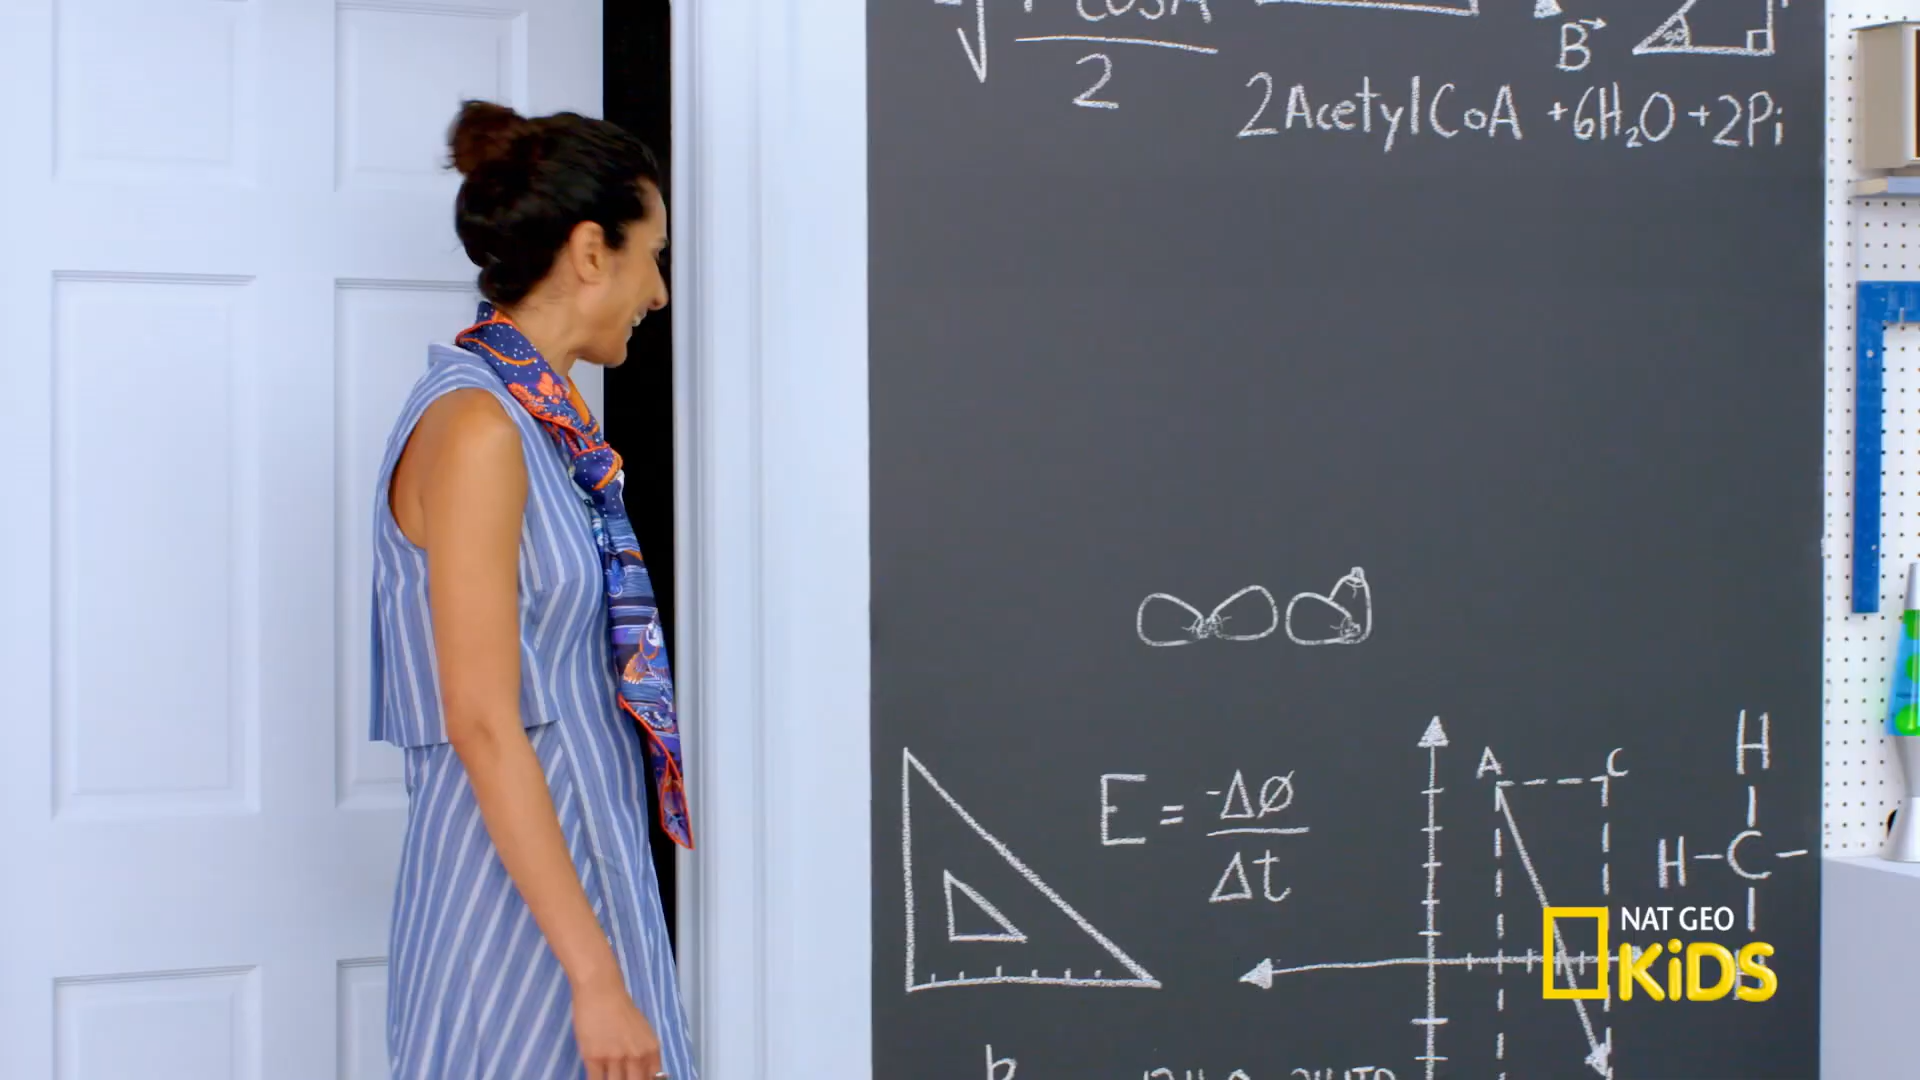 2
2AcetylCoA +6H₂O +2Pi
B
A C
H
E = -Δø
Δt
H-C-
NAT GEO
KiDS